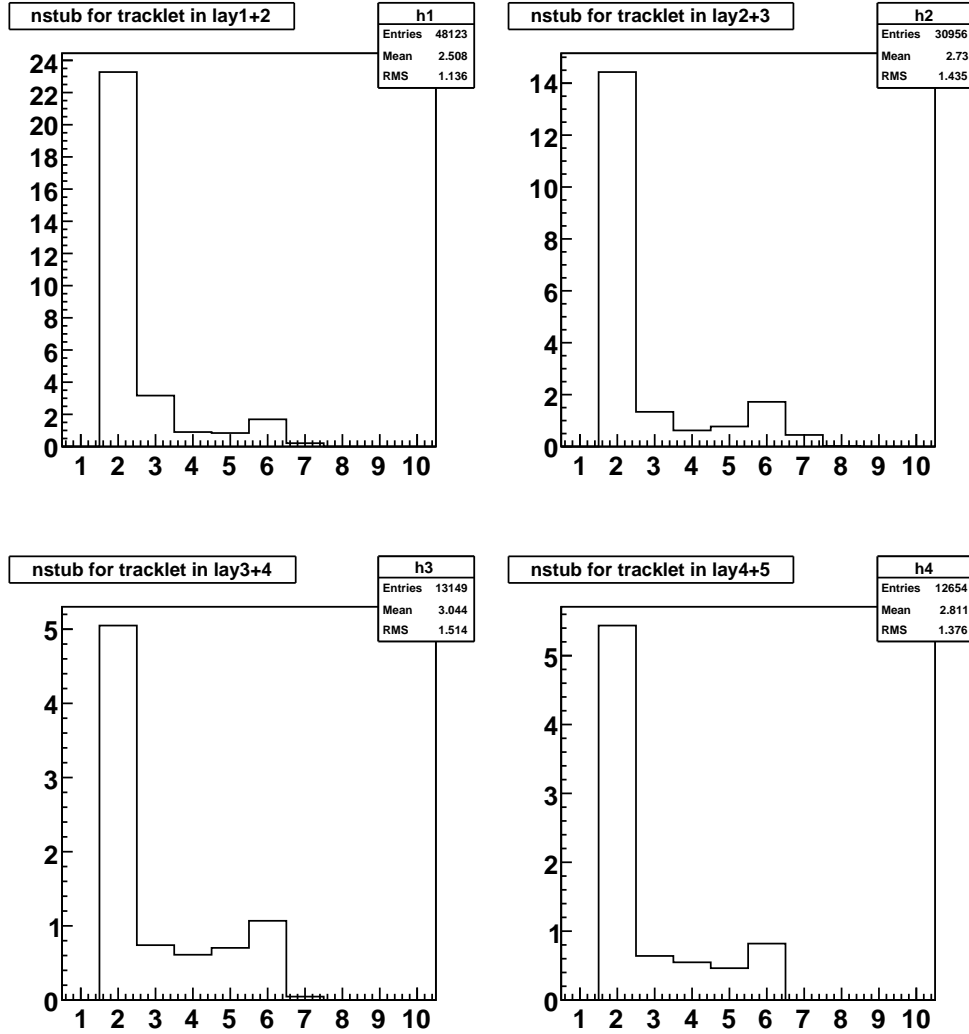 nstub for tracklet in lay1+2
h1
Entries 48123
Mean 2.508
RMS 1.136
24
22
20
18
16
14
12
10
8
6
4
2
0
1 2 3 4 5 6 7 8 9 10
nstub for tracklet in lay2+3
h2
Entries 30956
Mean 2.73
RMS 1.435
14
12
10
8
6
4
2
0
1 2 3 4 5 6 7 8 9 10
nstub for tracklet in lay3+4
h3
Entries 13149
Mean 3.044
RMS 1.514
5
4
3
2
1
0
1 2 3 4 5 6 7 8 9 10
nstub for tracklet in lay4+5
h4
Entries 12654
Mean 2.811
RMS 1.376
5
4
3
2
1
0
1 2 3 4 5 6 7 8 9 10